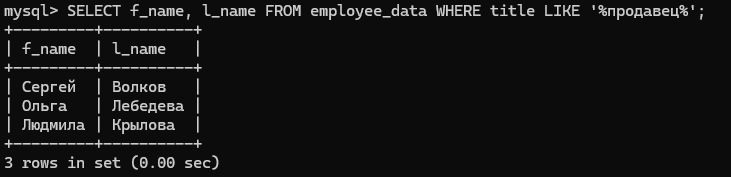 mysql> SELECT f_name, l_name FROM employee_data WHERE title LIKE '%продавец%';
+---------+----------+
| f_name  | l_name   |
+---------+----------+
| Сергей  | Волков   |
| Ольга   | Лебедева |
| Людмила | Крылова  |
+---------+----------+
3 rows in set (0.00 sec)